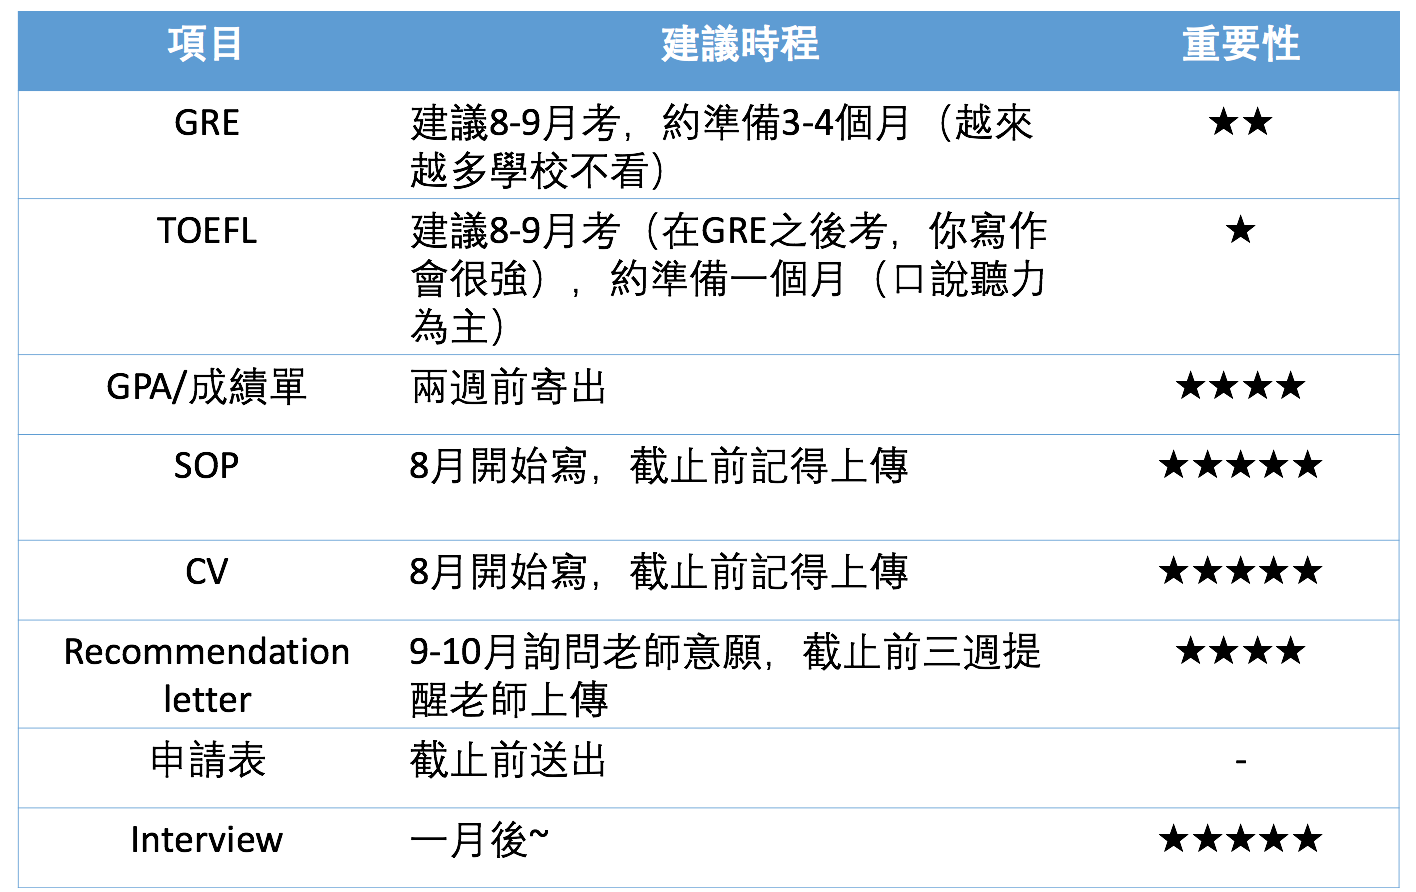 項目 建議時程 重要性
GRE 建議8-9月考，約準備3-4個月（越來 ★★
越多學校不看）
TOEFL 建議8-9月考（在GRE之後考，你寫作 ★
會很強），約準備一個月（口說聽力
為主）
GPA/成績單 兩週前寄出 ★★★★
SOP 8月開始寫，截止前記得上傳 ★★★★★
CV 8月開始寫，截止前記得上傳 ★★★★★
Recommendation 9-10月詢問老師意願，截止前三週提 ★★★★
letter 醒老師上傳
申請表 截止前送出 -
Interview 一月後~ ★★★★★